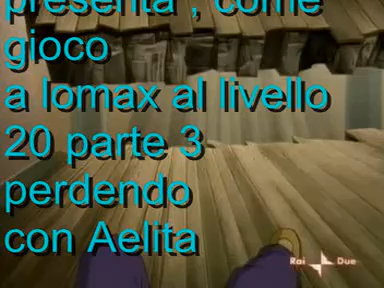 presenta , come
gioco
a lomax al livello
20 parte 3
perdendo
con Aelita
Rai Due